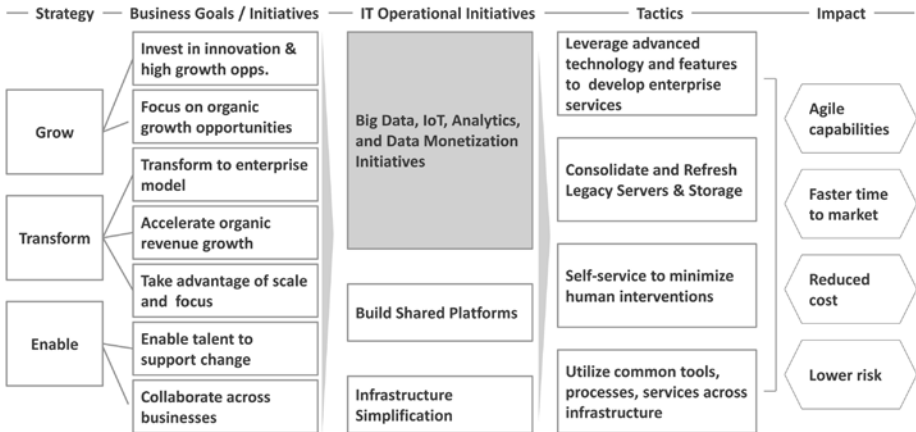 Strategy
Business Goals / Initiatives
IT Operational Initiatives
Tactics
Impact
Grow
Transform
Enable
Invest in innovation &
high growth opps.
Focus on organic
growth opportunities
Transform to enterprise
model
Accelerate organic
revenue growth
Take advantage of scale
and focus
Enable talent to
support change
Collaborate across
businesses
Big Data, IoT, Analytics,
and Data Monetization
Initiatives
Build Shared Platforms
Infrastructure
Simplification
Leverage advanced
technology and features
to develop enterprise
services
Consolidate and Refresh
Legacy Servers & Storage
Self-service to minimize
human interventions
Utilize common tools,
processes, services across
infrastructure
Agile
capabilities
Faster time
to market
Reduced
cost
Lower risk